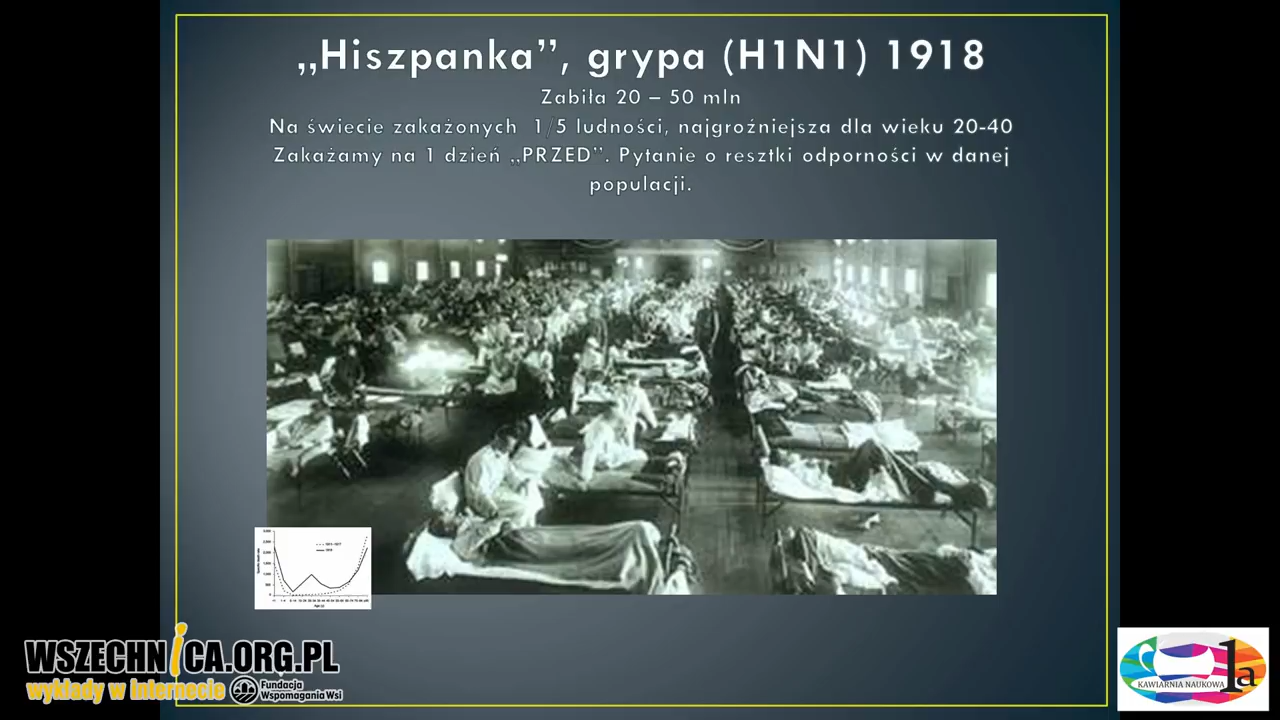 „Hiszpanka”, grypa (H1N1) 1918
Zabiła 20 – 50 mln
Na świecie zakażonych 1/5 ludności, najgroźniejsza dla wieku 20-40
Zakażamy na 1 dzień „PRZED”. Pytanie o resztki odporności w danej
populacji.
WSZECHNiCA.ORG.PL
wykłady w internecie
Fundacja
Wspomagania Wsi
KAWIARNIA NAUKOWA 1a